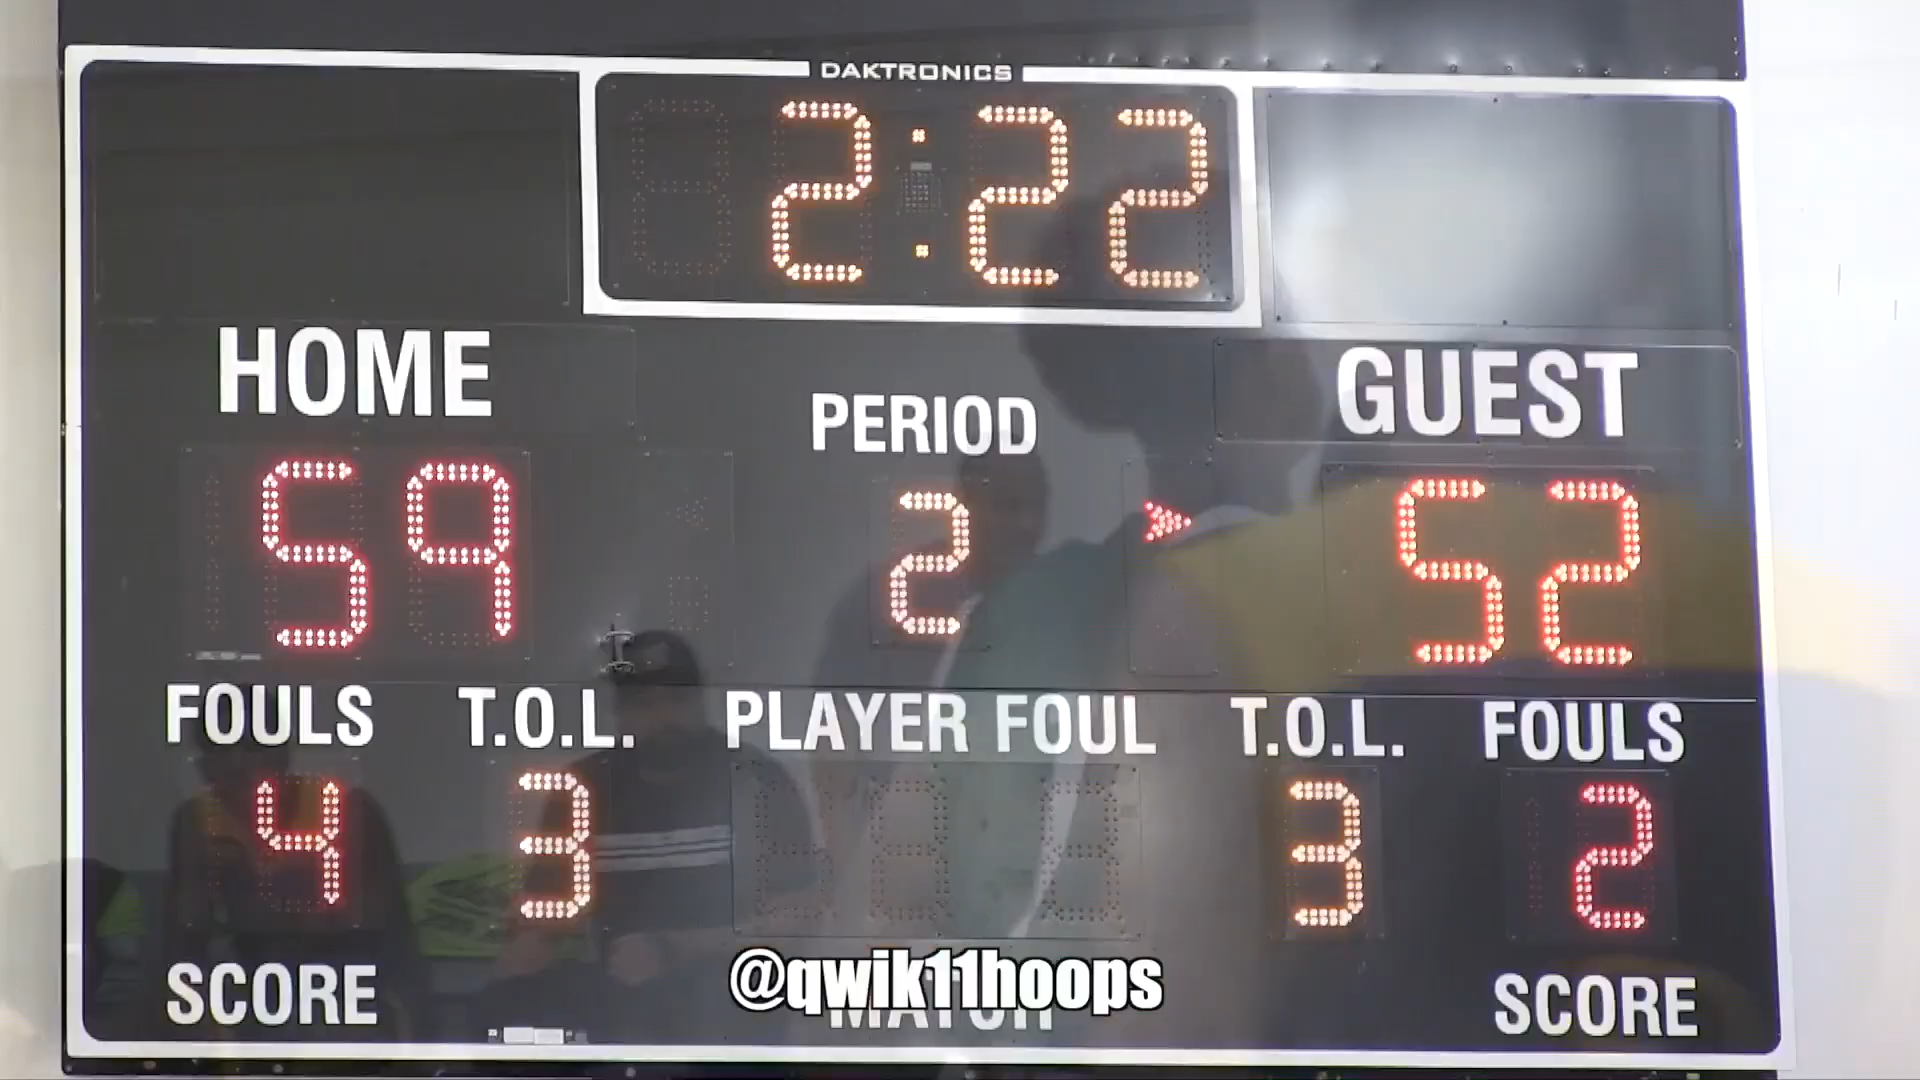 DAKTRONICS
2:22
HOME
GUEST
PERIOD
59
2
52
FOULS T.O.L. PLAYER FOUL T.O.L. FOULS
4 3 3 2
@qwik11hoops
SCORE MATCH SCORE